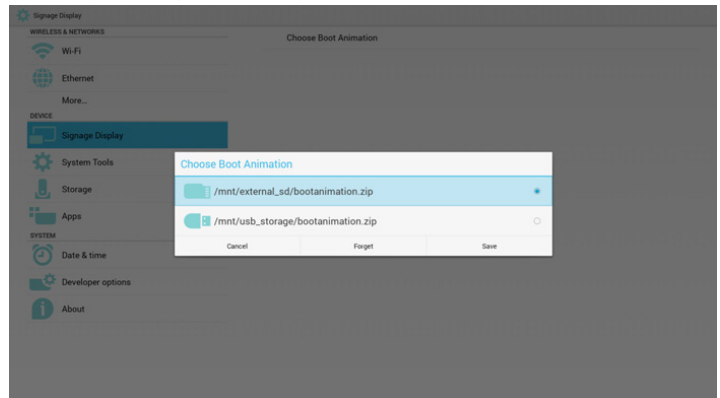 Signage Display
WIRELESS & NETWORKS
Choose Boot Animation
Wi-Fi
Ethernet
More...
DEVICE
Signage Display
System Tools
Storage
Apps
SYSTEM
Date & time
Developer options
About
Choose Boot Animation
/mnt/external_sd/bootanimation.zip
/mnt/usb_storage/bootanimation.zip
Cancel
Forget
Save